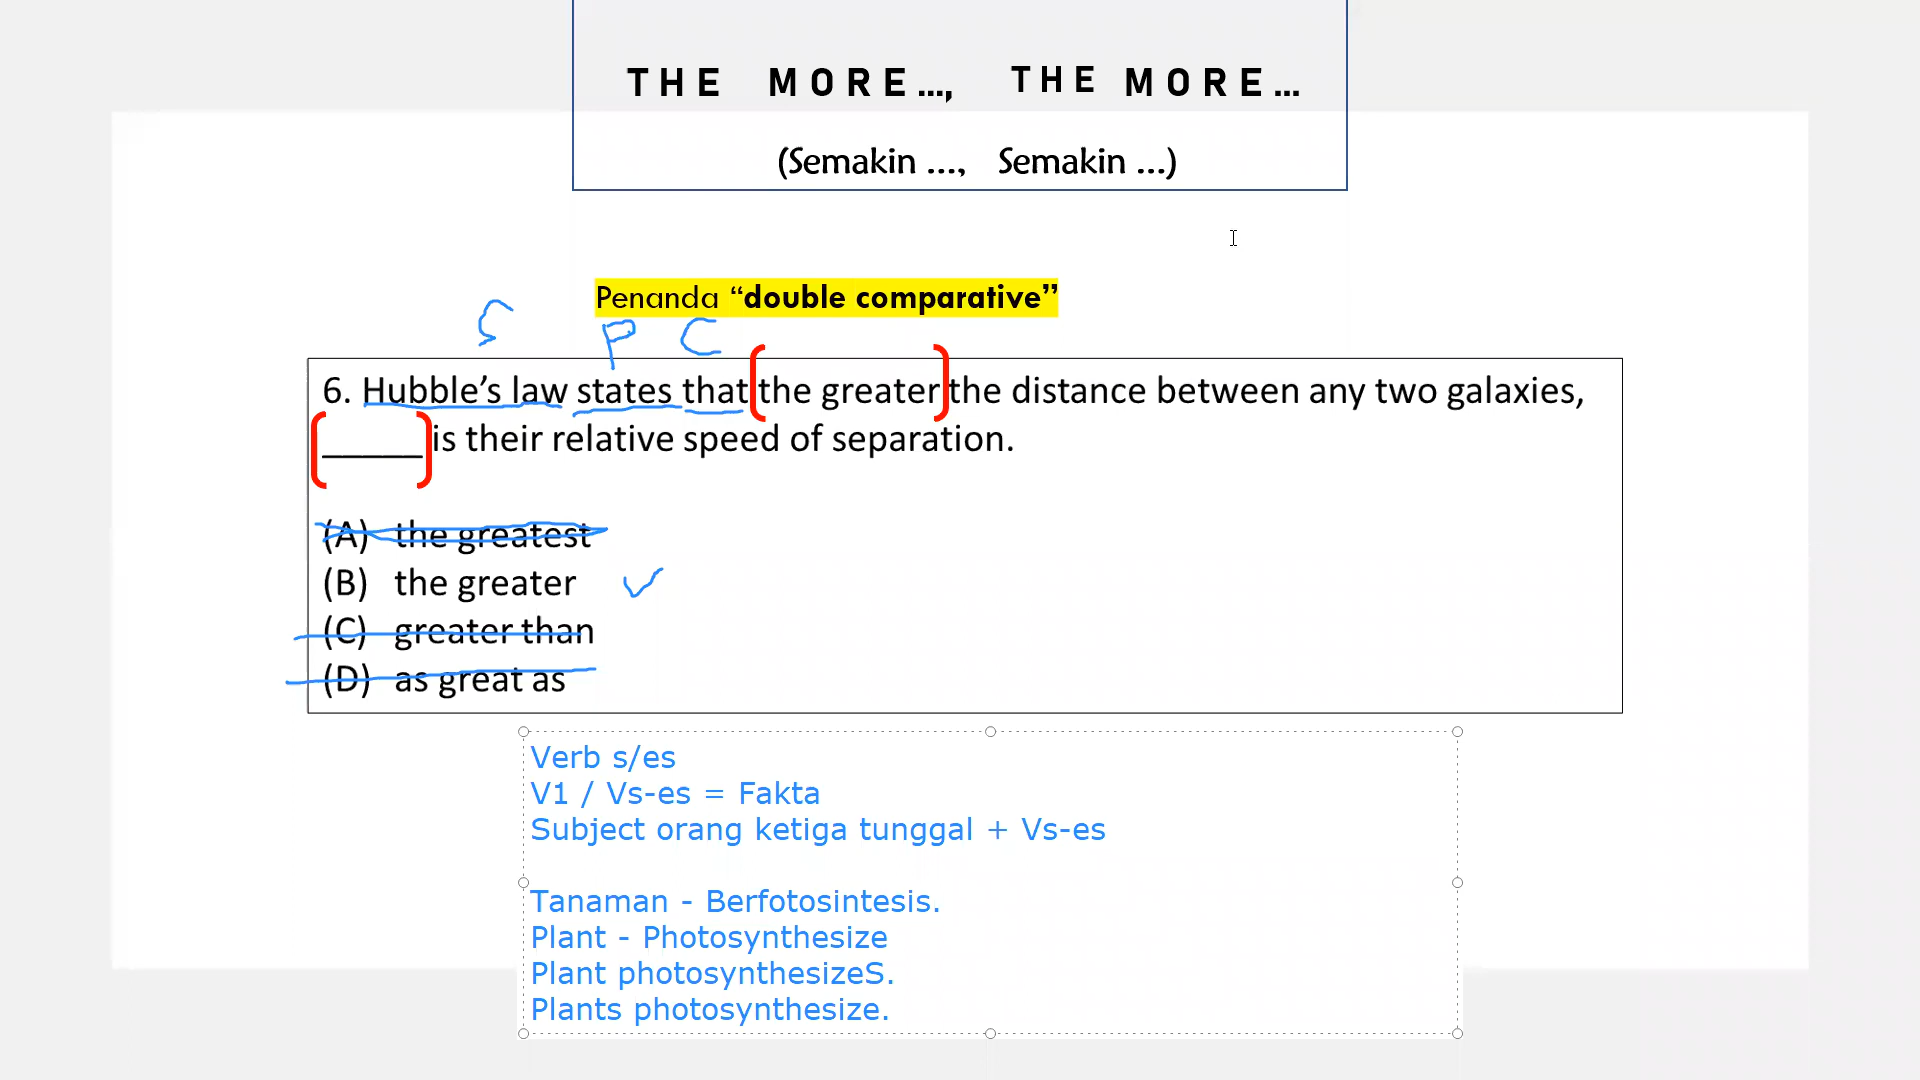 THE MORE…, THE MORE…
(Semakin …, Semakin …)
Penanda “double comparative”
S P C
6. Hubble’s law states that the greater the distance between any two galaxies,
_____ is their relative speed of separation.
(A) the greatest
(B) the greater
(C) greater than
(D) as great as
Verb s/es
V1 / Vs-es = Fakta
Subject orang ketiga tunggal + Vs-es
Tanaman - Berfotosintesis.
Plant - Photosynthesize
Plant photosynthesizeS.
Plants photosynthesize.